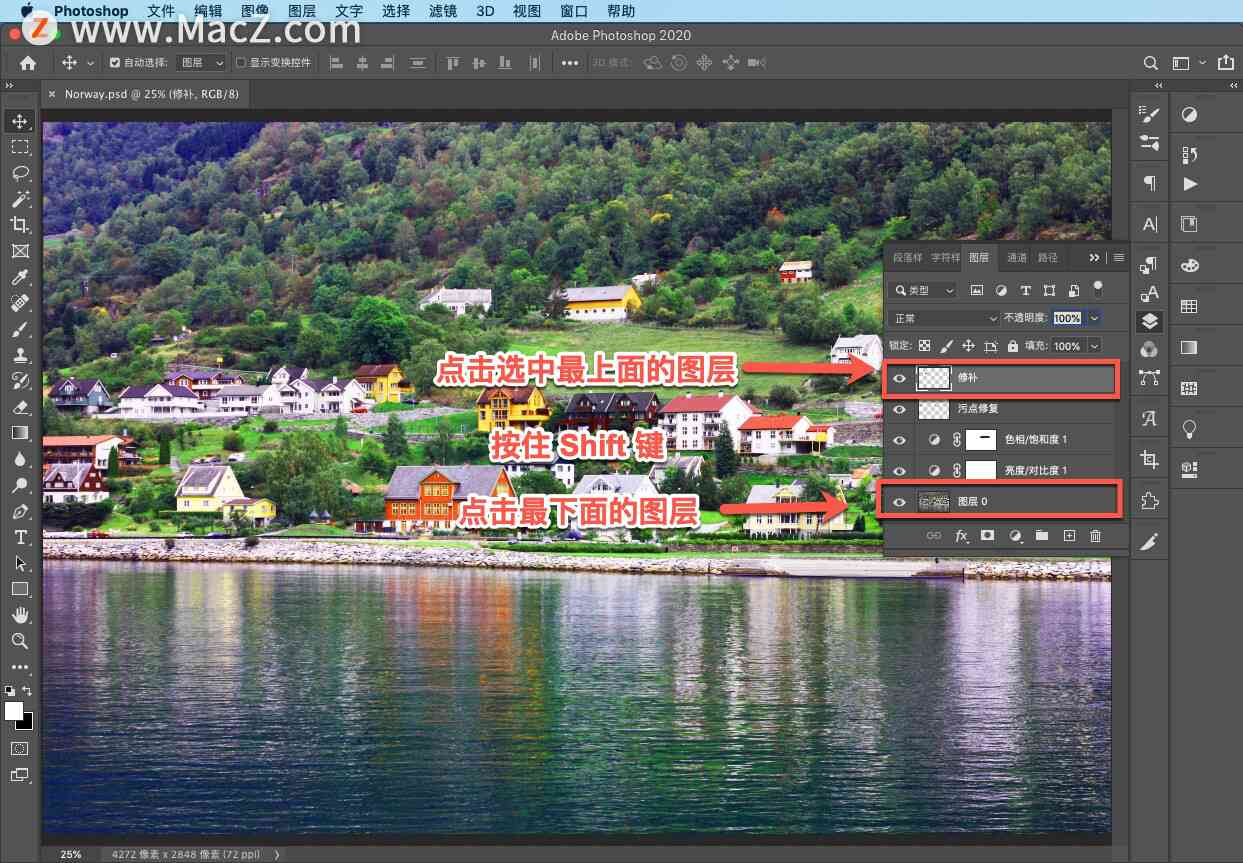 Photoshop 文件 编辑 图像 图层 文字 选择 滤镜 3D 视图 窗口 帮助
Z www.MacZ.com
Adobe Photoshop 2020
自动选择: 图层 显示变换控件 3D 模式:
× Norway.psd @ 25% (修补, RGB/8)
段落样 字符样 图层 通道 路径
类型
正常 不透明度: 100%
锁定: 填充: 100%
点击选中最上面的图层
修补
污点修复
按住 Shift 键
色相/饱和度 1
亮度/对比度 1
点击最下面的图层
图层 0
fx
25% 4272 像素 x 2848 像素 (72 ppi)